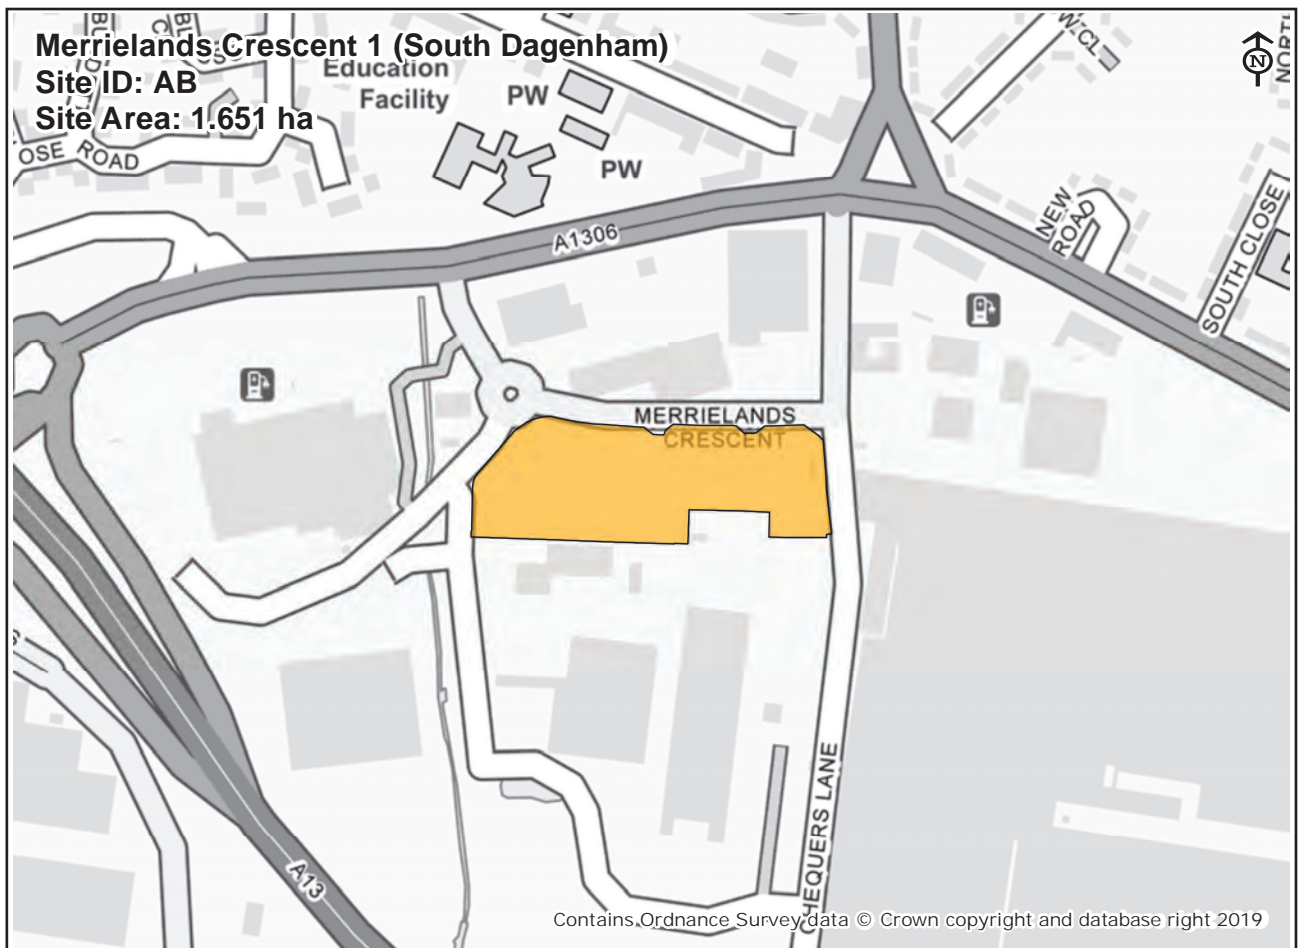 Merrielands Crescent 1 (South Dagenham)
Site ID: AB
Site Area: 1.651 ha
Education
Facility
PW
PW
OSE ROAD
A1306
NEW
ROAD
SOUTH CLOSE
MERRIELANDS
CRESCENT
CHEQUERS LANE
A13
N
NORTH
Contains Ordnance Survey data © Crown copyright and database right 2019